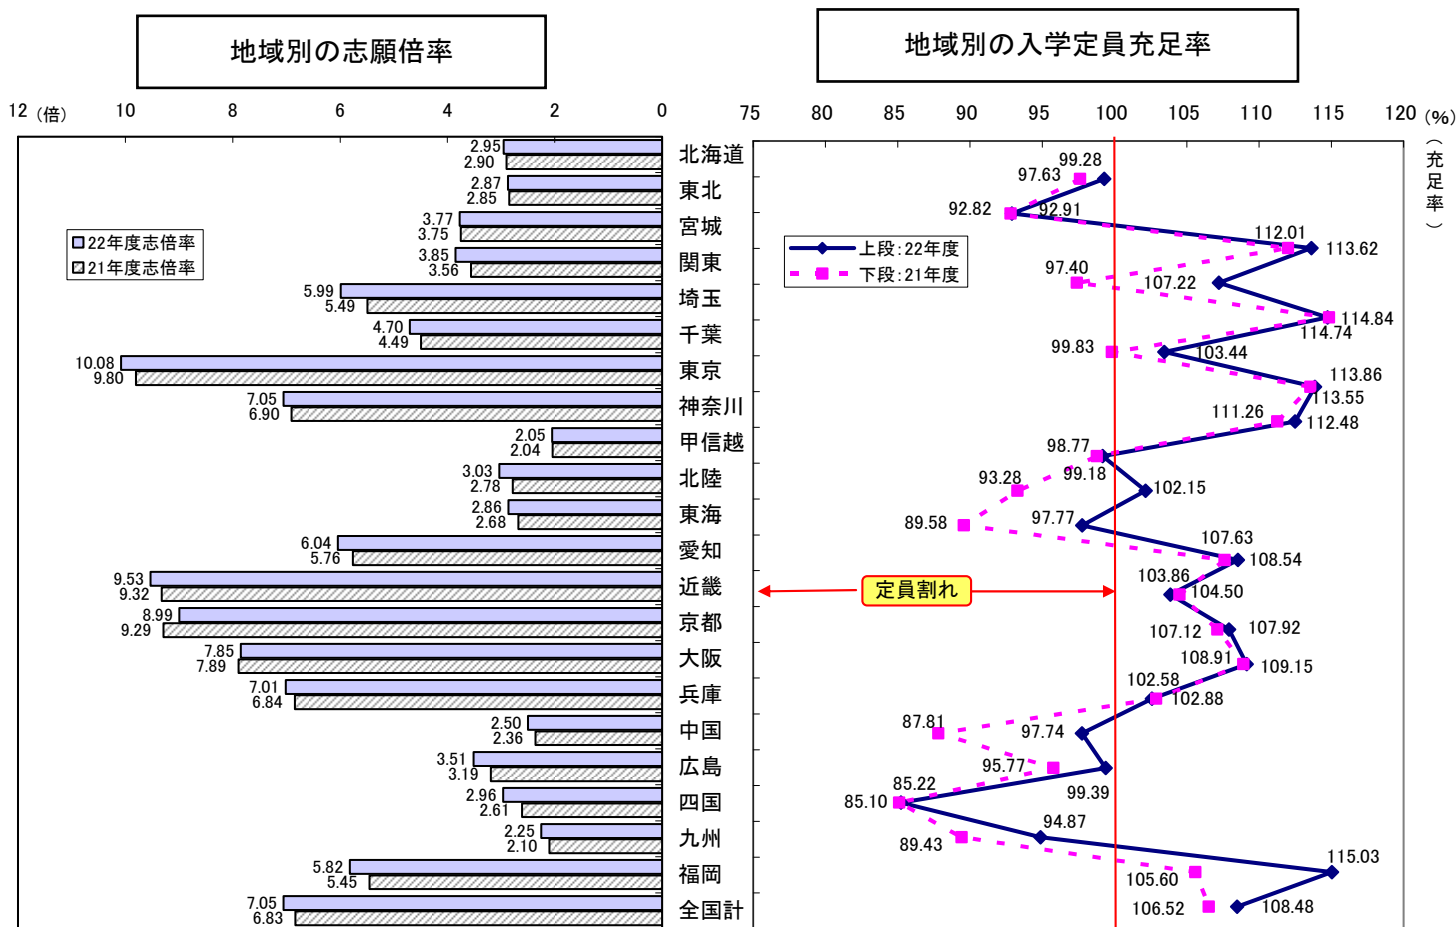 地域別の志願倍率
地域別の入学定員充足率
12 (倍) 10 8 6 4 2 0
75 80 85 90 95 100 105 110 115 120 (%)
(充足率)
22年度志倍率
21年度志倍率
上段:22年度
下段:21年度
定員割れ
2.95 北海道 99.28
2.90 97.63
2.87 東北 92.91
2.85 92.82
3.77 宮城 113.62
3.75 112.01
3.85 関東 107.22
3.56 97.40
5.99 埼玉 114.74
5.49 114.84
4.70 千葉 103.44
4.49 99.83
10.08 東京 113.86
9.80 113.55
7.05 神奈川 112.48
6.90 111.26
2.05 甲信越 99.18
2.04 98.77
3.03 北陸 102.15
2.78 93.28
2.86 東海 97.77
2.68 89.58
6.04 愛知 108.54
5.76 107.63
9.53 近畿 103.86
9.32 104.50
8.99 京都 107.92
9.29 107.12
7.85 大阪 109.15
7.89 108.91
7.01 兵庫 102.58
6.84 102.88
2.50 中国 97.74
2.36 87.81
3.51 広島 99.39
3.19 95.77
2.96 四国 85.22
2.61 85.10
2.25 九州 94.87
2.10 89.43
5.82 福岡 115.03
5.45 105.60
7.05 全国計 108.48
6.83 106.52